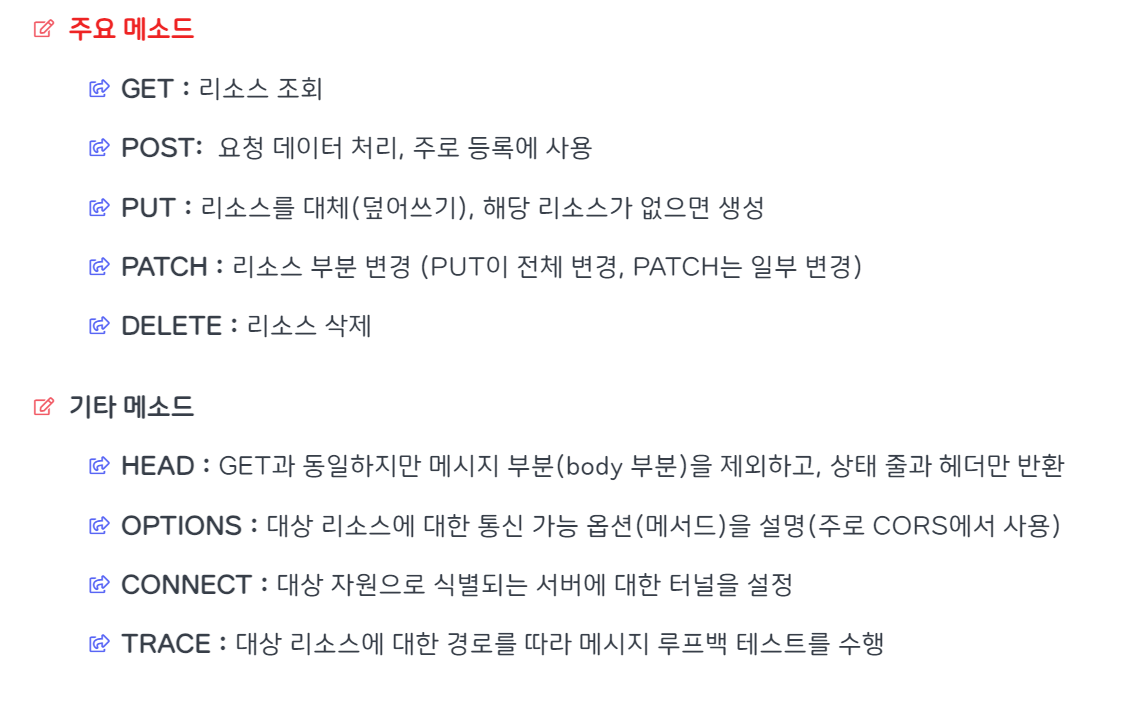 주요 메소드
GET : 리소스 조회
POST: 요청 데이터 처리, 주로 등록에 사용
PUT : 리소스를 대체(덮어쓰기), 해당 리소스가 없으면 생성
PATCH : 리소스 부분 변경 (PUT이 전체 변경, PATCH는 일부 변경)
DELETE : 리소스 삭제
기타 메소드
HEAD : GET과 동일하지만 메시지 부분(body 부분)을 제외하고, 상태 줄과 헤더만 반환
OPTIONS : 대상 리소스에 대한 통신 가능 옵션(메서드)을 설명(주로 CORS에서 사용)
CONNECT : 대상 자원으로 식별되는 서버에 대한 터널을 설정
TRACE : 대상 리소스에 대한 경로를 따라 메시지 루프백 테스트를 수행